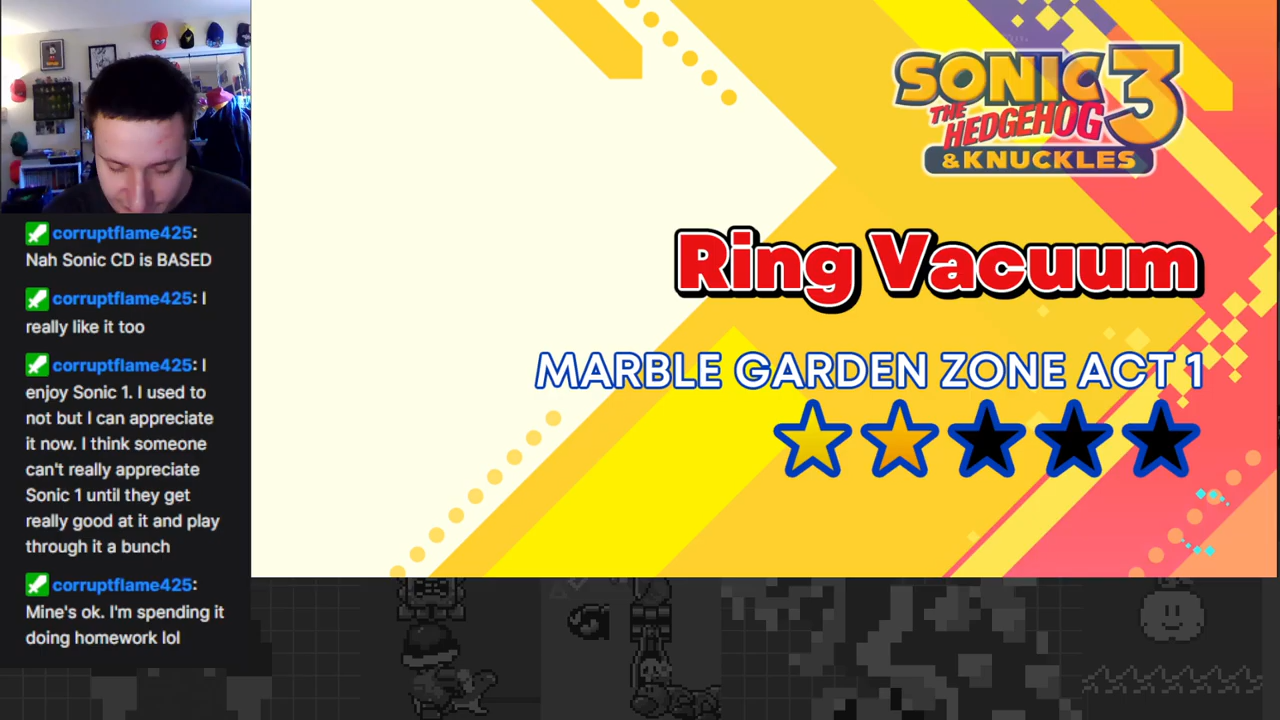 corruptflame425:
Nah Sonic CD is BASED
corruptflame425: I
really like it too
corruptflame425: I
enjoy Sonic 1. I used to
not but I can appreciate
it now. I think someone
can't really appreciate
Sonic 1 until they get
really good at it and play
through it a bunch
corruptflame425:
Mine's ok. I'm spending it
doing homework lol
SONIC 3
THE
HEDGEHOG
&KNUCKLES
Ring Vacuum
MARBLE GARDEN ZONE ACT 1